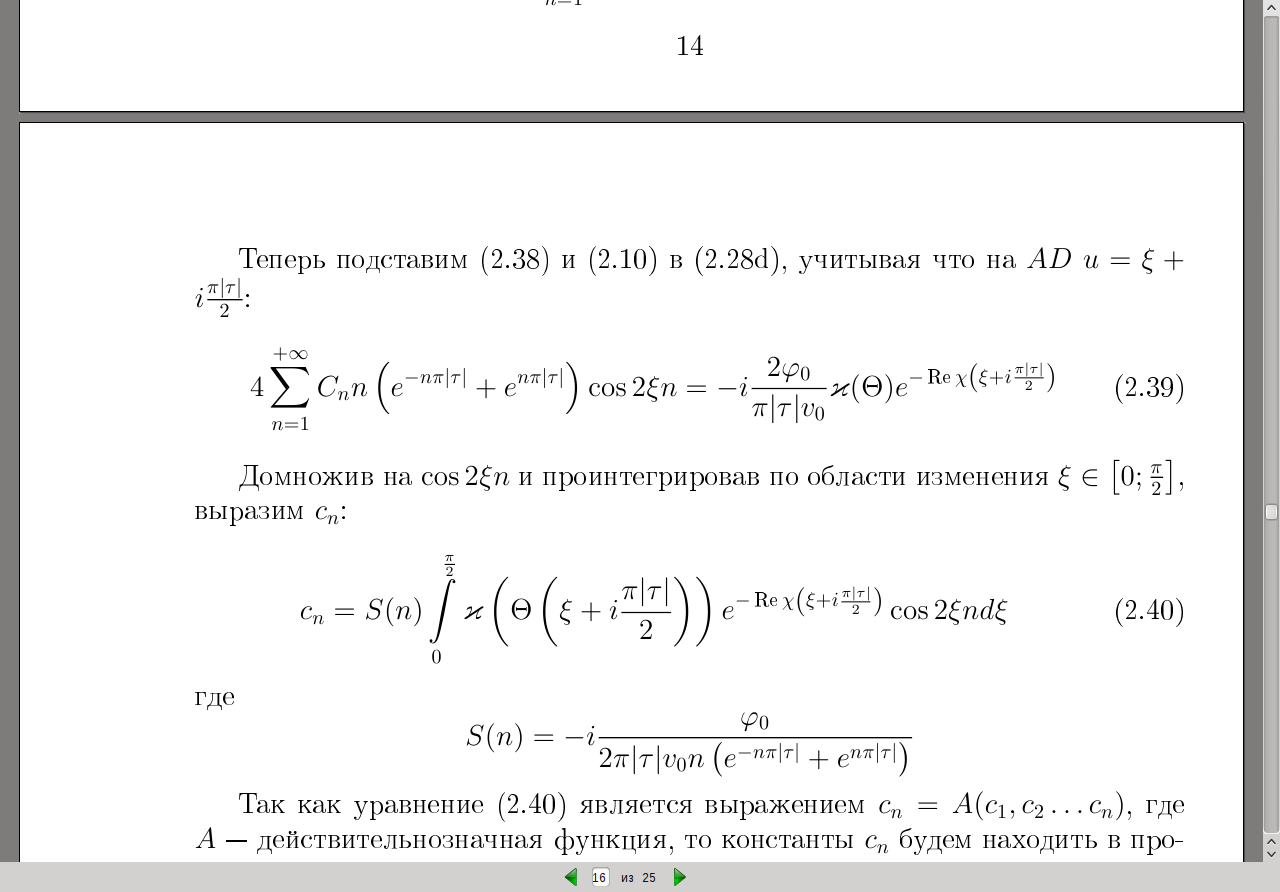 n=1
14
Теперь подставим (2.38) и (2.10) в (2.28d), учитывая что на $AD$ $u = \xi +$
$i\frac{\pi|\tau|}{2}$:
$4\sum_{n=1}^{+\infty} C_n n \left(e^{-n\pi|\tau|} + e^{n\pi|\tau|}\right) \cos 2\xi n = -i\frac{2\varphi_0}{\pi|\tau|v_0} \varkappa(\Theta) e^{-\operatorname{Re}\chi\left(\xi + i\frac{\pi|\tau|}{2}\right)}$ (2.39)
Домножив на $\cos 2\xi n$ и проинтегрировав по области изменения $\xi \in \left[0; \frac{\pi}{2}\right]$,
выразим $c_n$:
$c_n = S(n) \int\limits_0^{\frac{\pi}{2}} \varkappa\left(\Theta\left(\xi + i\frac{\pi|\tau|}{2}\right)\right) e^{-\operatorname{Re}\chi\left(\xi + i\frac{\pi|\tau|}{2}\right)} \cos 2\xi n d\xi$ (2.40)
где
$S(n) = -i\frac{\varphi_0}{2\pi|\tau|v_0 n \left(e^{-n\pi|\tau|} + e^{n\pi|\tau|}\right)}$
Так как уравнение (2.40) является выражением $c_n = A(c_1, c_2 \ldots c_n)$, где
$A$ — действительнозначная функция, то константы $c_n$ будем находить в про-
16 из 25